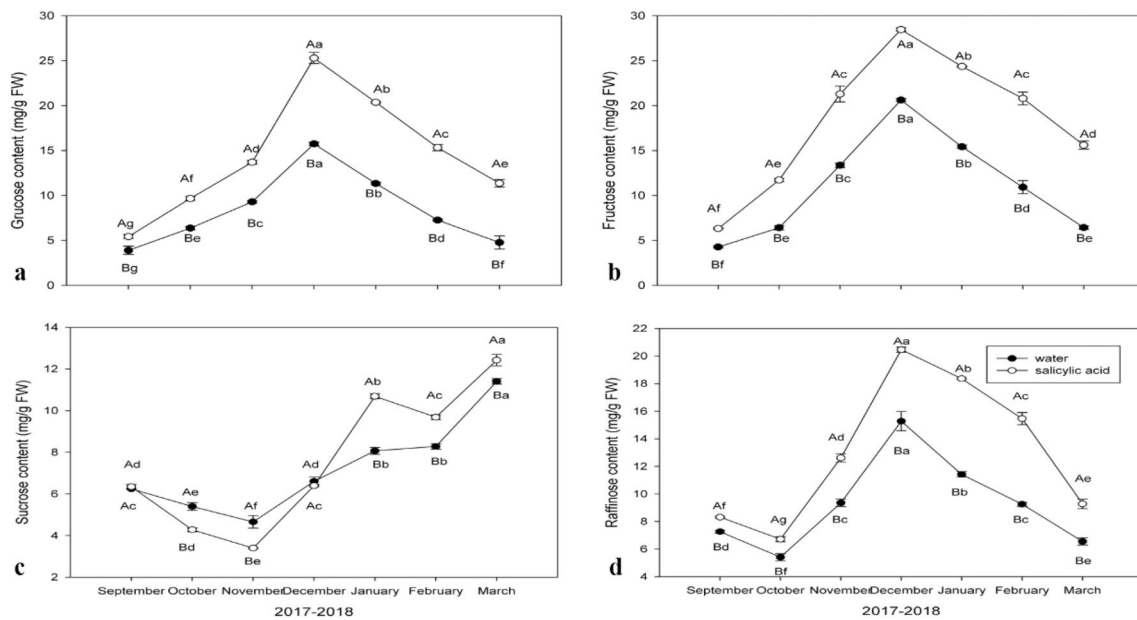 30
25
20
15
10
5
0
Grucose content (mg/g FW)
Ag
Af
Ad
Aa
Ab
Ac
Ae
Bg
Be
Bc
Ba
Bb
Bd
Bf
a
30
25
20
15
10
5
0
Fructose content (mg/g FW)
Af
Ae
Ac
Aa
Ab
Ac
Ad
Bf
Be
Bc
Ba
Bb
Bd
Be
b
14
12
10
8
6
4
2
Sucrose content (mg/g FW)
Ad
Ae
Af
Ad
Ab
Ac
Aa
Ac
Bd
Be
Ac
Bb
Bb
Ba
c
September October November December January February March
2017-2018
22
20
18
16
14
12
10
8
6
4
Raffinose content (mg/g FW)
water
salicylic acid
Af
Ag
Ad
Aa
Ab
Ac
Ae
Bd
Bf
Bc
Ba
Bb
Bc
Be
d
September October November December January February March
2017-2018